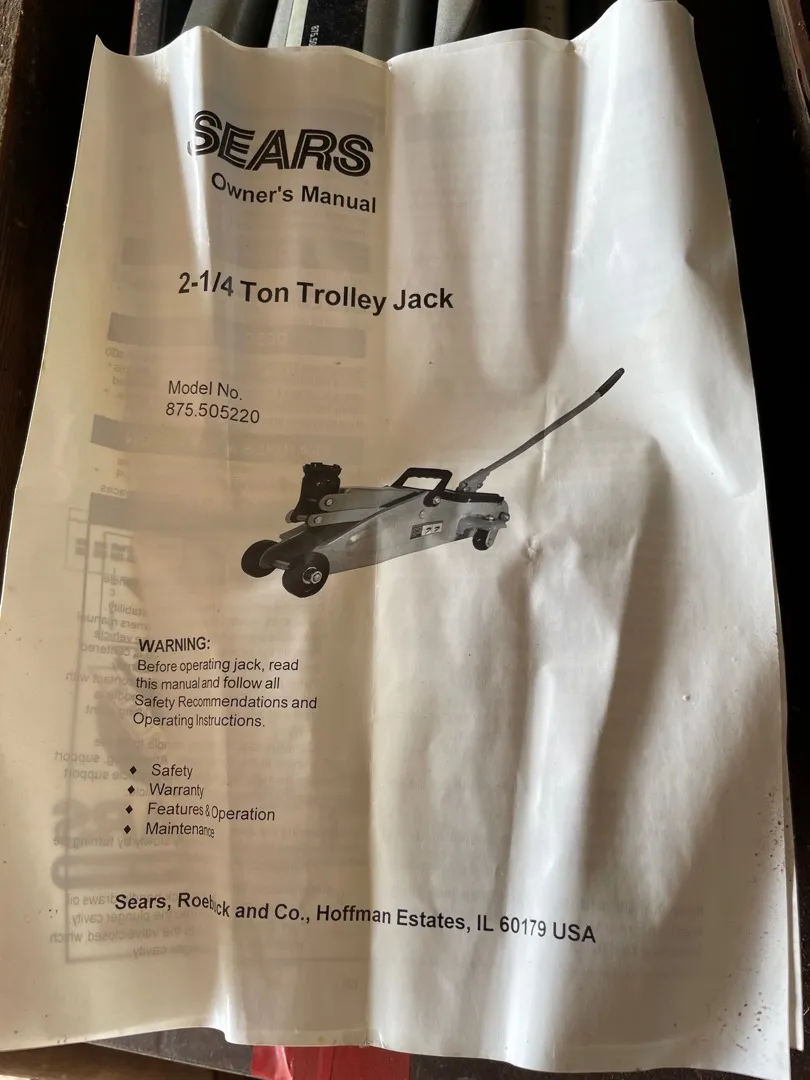 SEARS
Owner's Manual
2-1/4 Ton Trolley Jack
Model No.
875.505220
WARNING:
Before operating jack, read
this manual and follow all
Safety Recommendations and
Operating Instructions.
♦ Safety
♦ Warranty
♦ Features & Operation
♦ Maintenance
Sears, Roebuck and Co., Hoffman Estates, IL 60179 USA